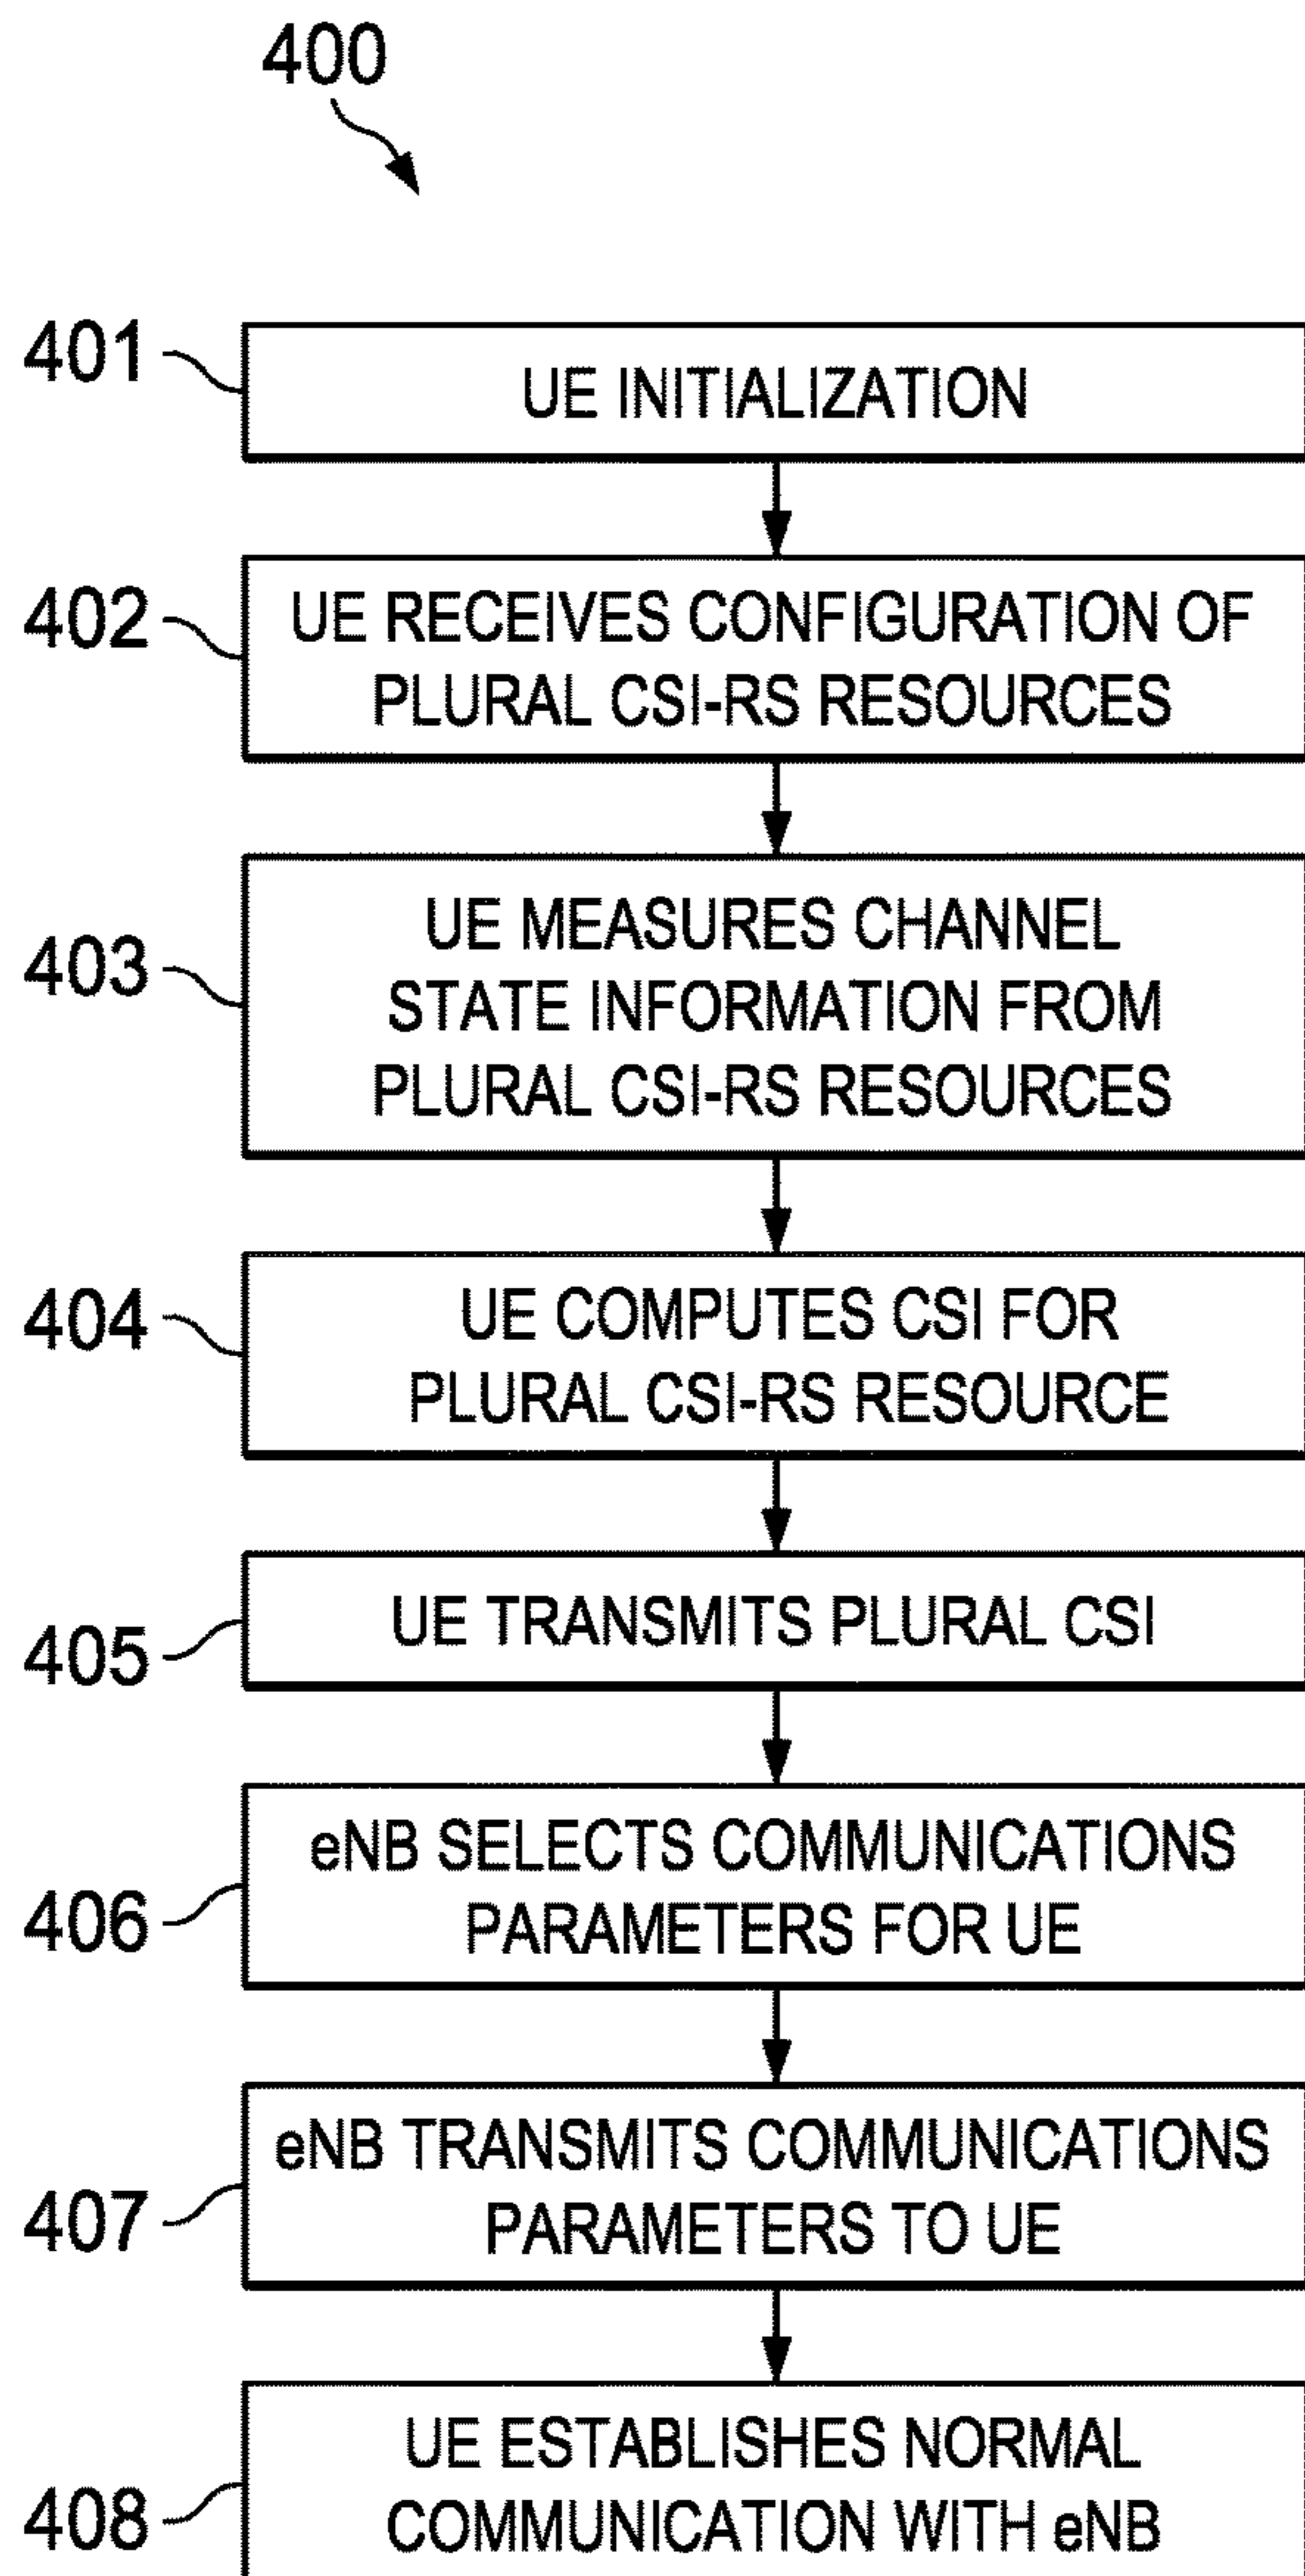 400
401
UE INITIALIZATION
402
UE RECEIVES CONFIGURATION OF
PLURAL CSI-RS RESOURCES
403
UE MEASURES CHANNEL
STATE INFORMATION FROM
PLURAL CSI-RS RESOURCES
404
UE COMPUTES CSI FOR
PLURAL CSI-RS RESOURCE
405
UE TRANSMITS PLURAL CSI
406
eNB SELECTS COMMUNICATIONS
PARAMETERS FOR UE
407
eNB TRANSMITS COMMUNICATIONS
PARAMETERS TO UE
408
UE ESTABLISHES NORMAL
COMMUNICATION WITH eNB